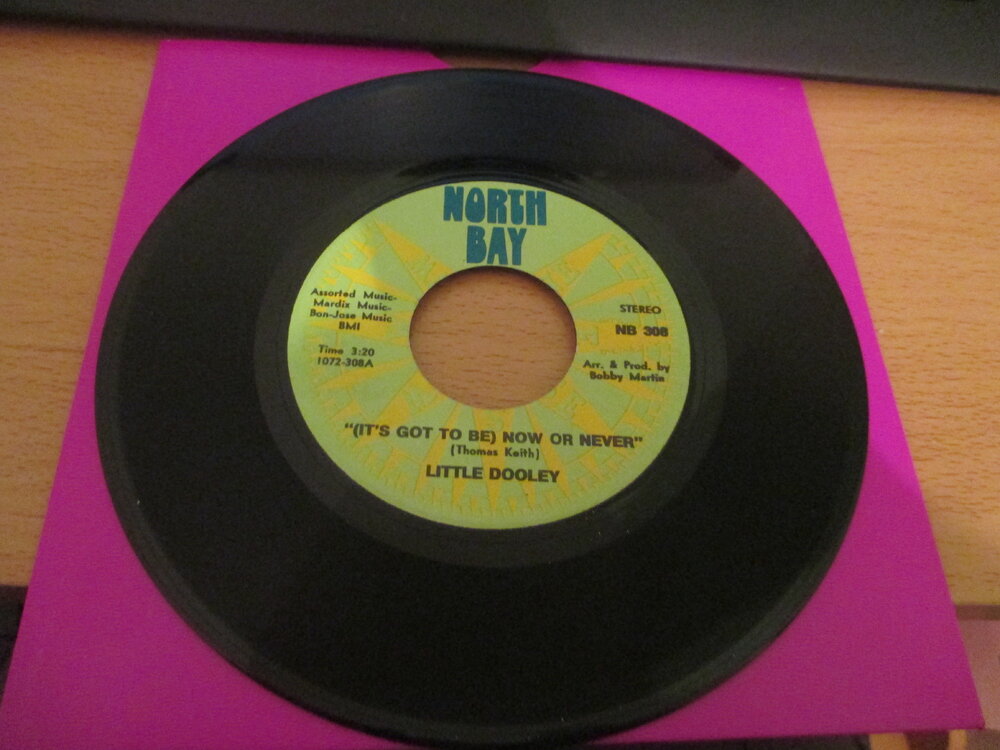 NORTH
BAY
Assorted Music-
Mardix Music-
Bon-Jose Music
BMI
Time 3:20
1072-308A
STEREO
NB 308
Arr. & Prod. by
Bobby Martin
"(IT'S GOT TO BE) NOW OR NEVER"
(Thomas Keith)
LITTLE DOOLEY